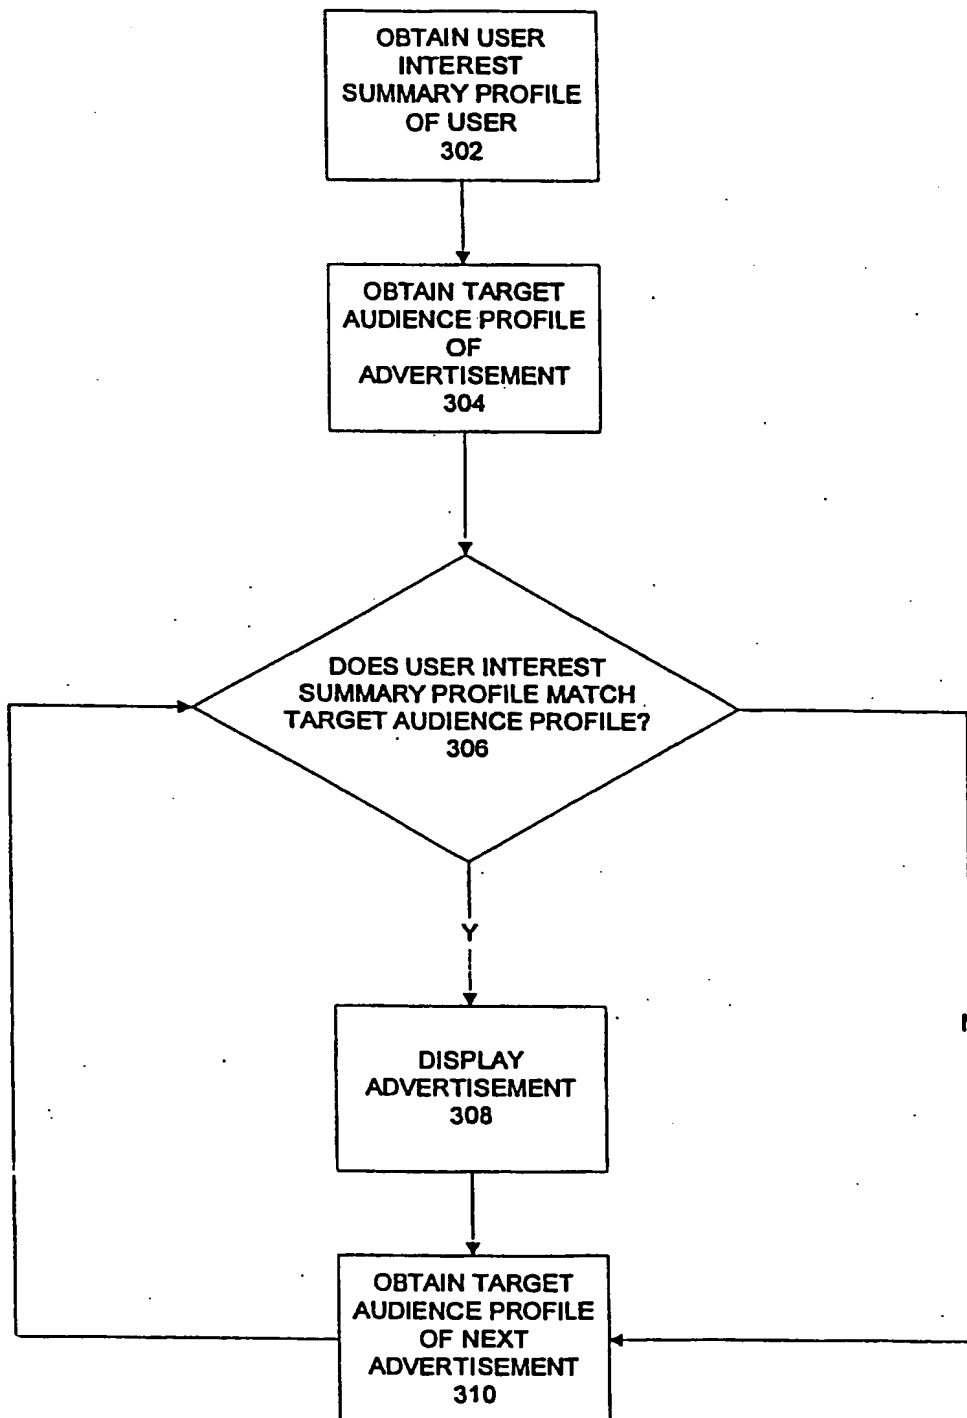 OBTAIN USER
INTEREST
SUMMARY PROFILE
OF USER
302
OBTAIN TARGET
AUDIENCE PROFILE
OF
ADVERTISEMENT
304
DOES USER INTEREST
SUMMARY PROFILE MATCH
TARGET AUDIENCE PROFILE?
306
Y
DISPLAY
ADVERTISEMENT
308
OBTAIN TARGET
AUDIENCE PROFILE
OF NEXT
ADVERTISEMENT
310